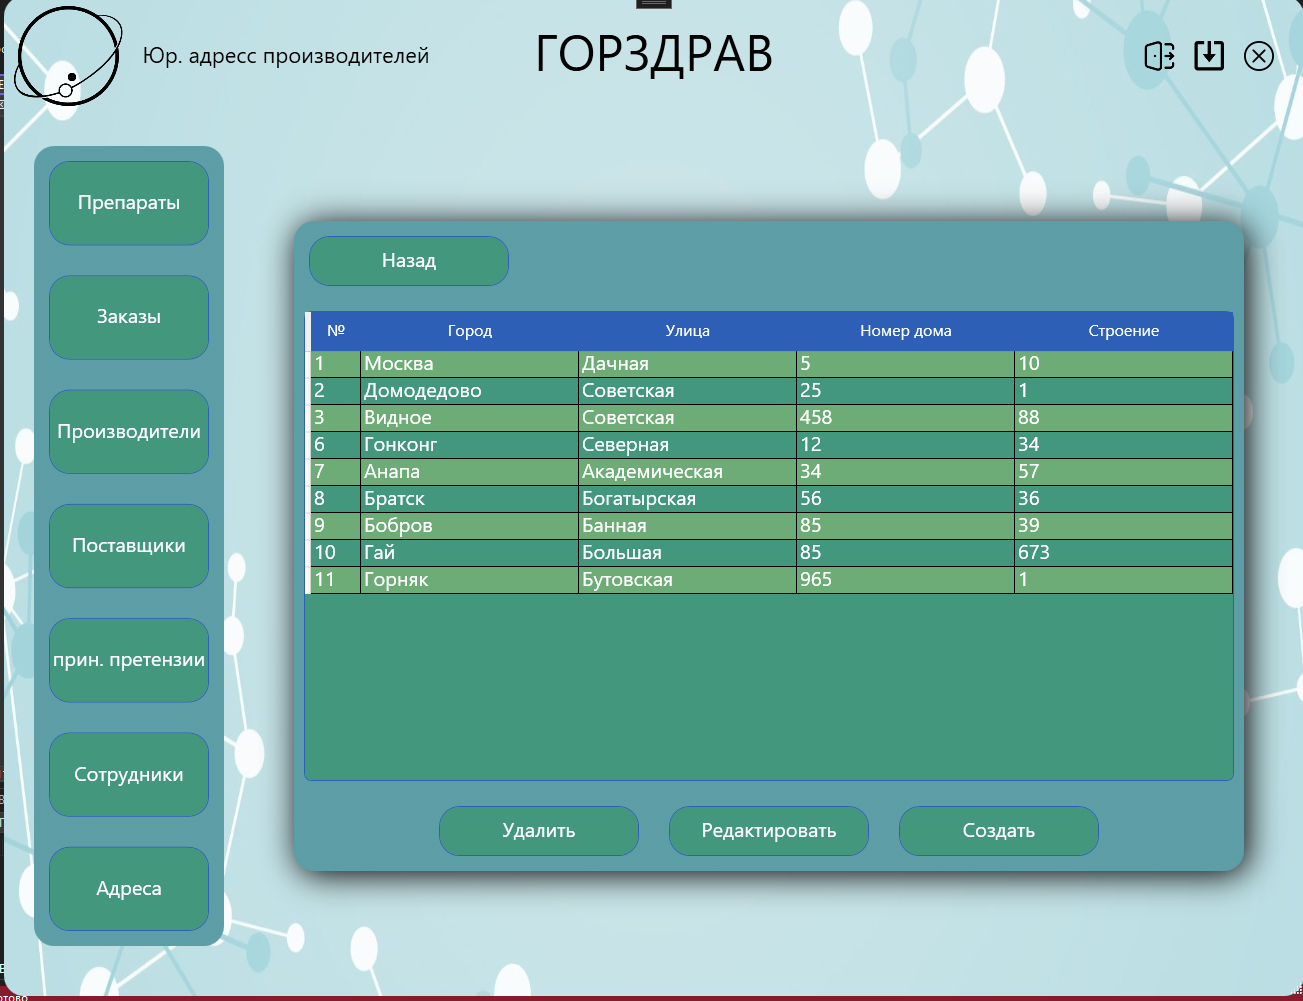 Юр. адресс производителей
ГОРЗДРАВ
Препараты
Заказы
Производители
Поставщики
прин. претензии
Сотрудники
Адреса
Назад
№ Город Улица Номер дома Строение
1 Москва Дачная 5 10
2 Домодедово Советская 25 1
3 Видное Советская 458 88
6 Гонконг Северная 12 34
7 Анапа Академическая 34 57
8 Братск Богатырская 56 36
9 Бобров Банная 85 39
10 Гай Большая 85 673
11 Горняк Бутовская 965 1
Удалить Редактировать Создать